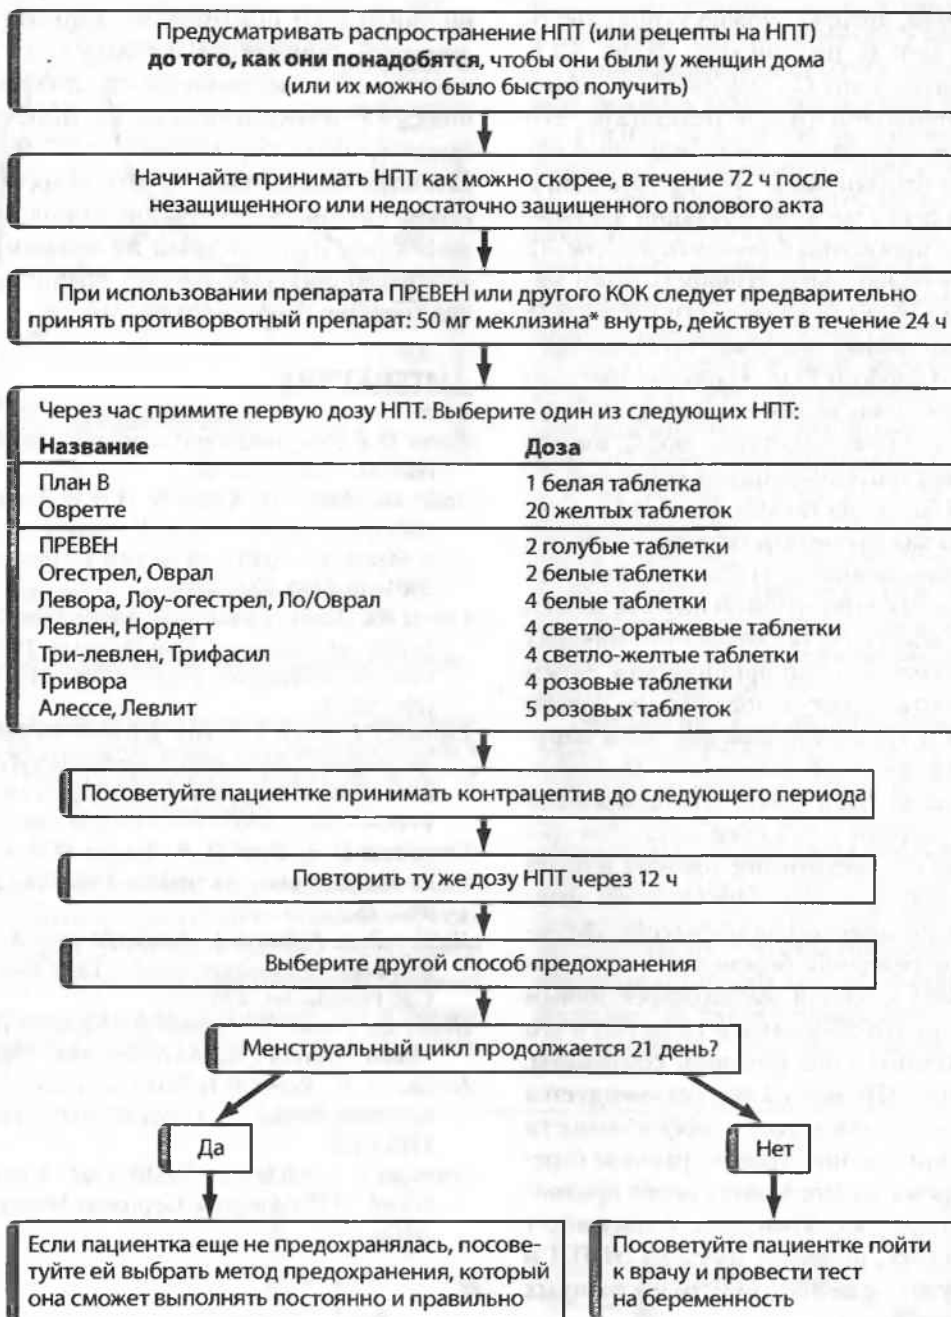 Предусматривать распространение НПТ (или рецепты на НПТ)
до того, как они понадобятся, чтобы они были у женщин дома
(или их можно было быстро получить)
Начинайте принимать НПТ как можно скорее, в течение 72 ч после
незащищенного или недостаточно защищенного полового акта
При использовании препарата ПРЕВЕН или другого КОК следует предварительно
принять противорвотный препарат: 50 мг меклизина* внутрь, действует в течение 24 ч
Через час примите первую дозу НПТ. Выберите один из следующих НПТ:
Название Доза
План В 1 белая таблетка
Овретте 20 желтых таблеток
ПРЕВЕН 2 голубые таблетки
Огестрел, Оврал 2 белые таблетки
Левора, Лоу-огестрел, Ло/Оврал 4 белые таблетки
Левлен, Нордетт 4 светло-оранжевые таблетки
Три-левлен, Трифасил 4 светло-желтые таблетки
Тривора 4 розовые таблетки
Алессе, Левлит 5 розовых таблеток
Посоветуйте пациентке принимать контрацептив до следующего периода
Повторить ту же дозу НПТ через 12 ч
Выберите другой способ предохранения
Менструальный цикл продолжается 21 день?
Да Нет
Если пациентка еще не предохранялась, посове-
туйте ей выбрать метод предохранения, который
она сможет выполнять постоянно и правильно
Посоветуйте пациентке пойти
к врачу и провести тест
на беременность